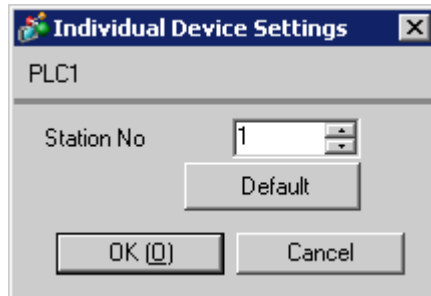 Individual Device Settings
PLC1
Station No 1
Default
OK (O) Cancel